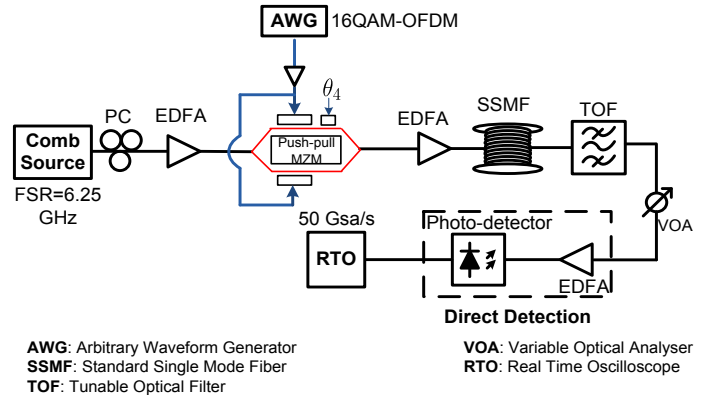 AWG
16QAM-OFDM
θ4
PC
EDFA
EDFA
SSMF
TOF
Comb
Source
Push-pull
MZM
FSR=6.25
GHz
VOA
50 Gsa/s
Photo-detector
RTO
EDFA
Direct Detection
AWG: Arbitrary Waveform Generator
SSMF: Standard Single Mode Fiber
TOF: Tunable Optical Filter
VOA: Variable Optical Analyser
RTO: Real Time Oscilloscope